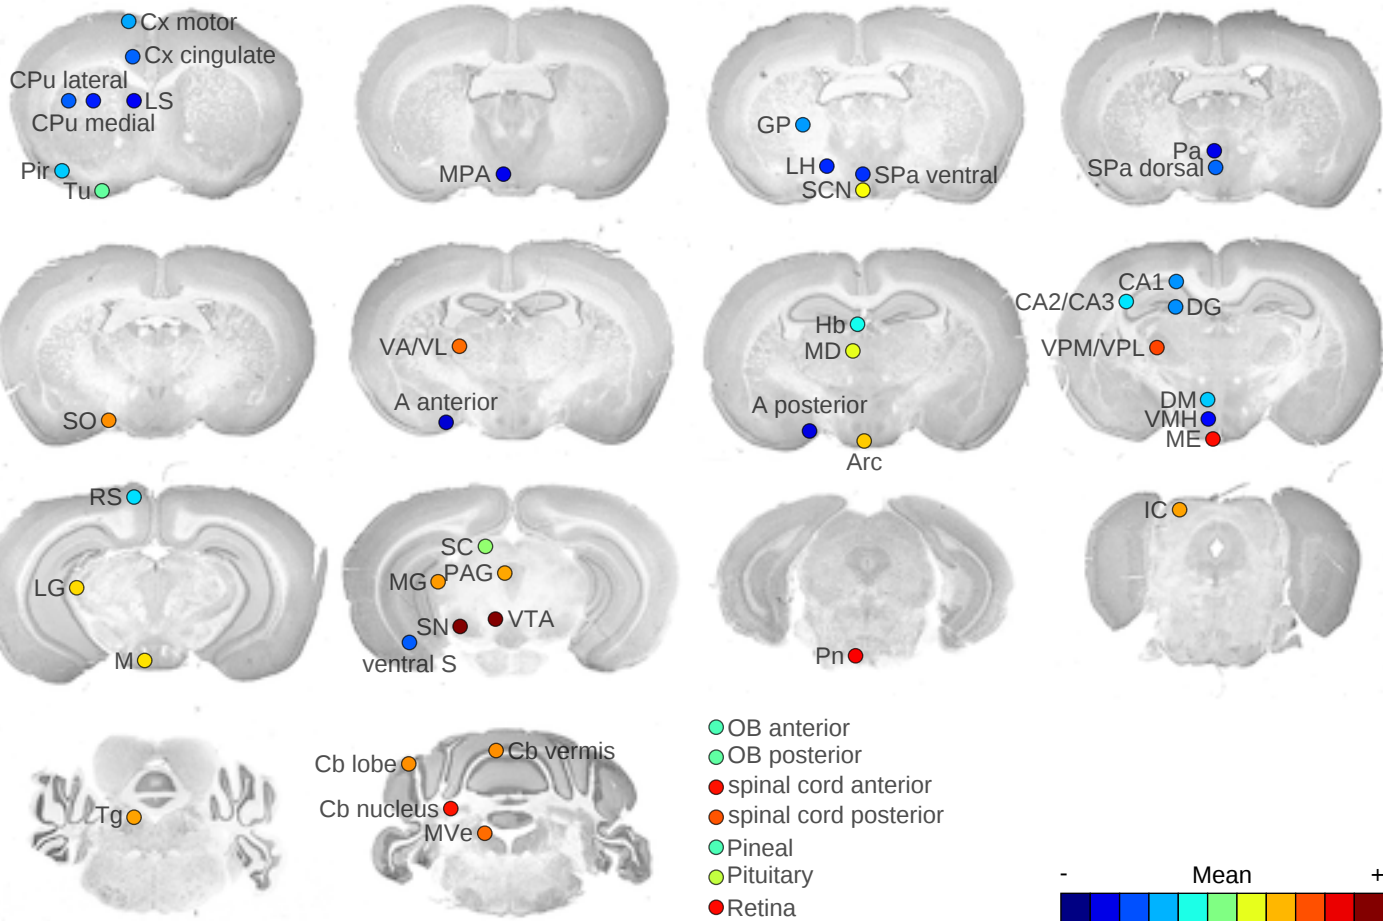 Cx motor
Cx cingulate
CPu lateral
LS
CPu medial
Pir
Tu
MPA
GP
LH
SPa ventral
SCN
Pa
SPa dorsal
SO
VA/VL
A anterior
Hb
MD
A posterior
Arc
CA1
CA2/CA3
DG
VPM/VPL
DM
VMH
ME
RS
LG
M
SC
MG
PAG
SN
VTA
ventral S
Pn
IC
Tg
Cb lobe
Cb vermis
Cb nucleus
MVe
OB anterior
OB posterior
spinal cord anterior
spinal cord posterior
Pineal
Pituitary
Retina
- Mean +